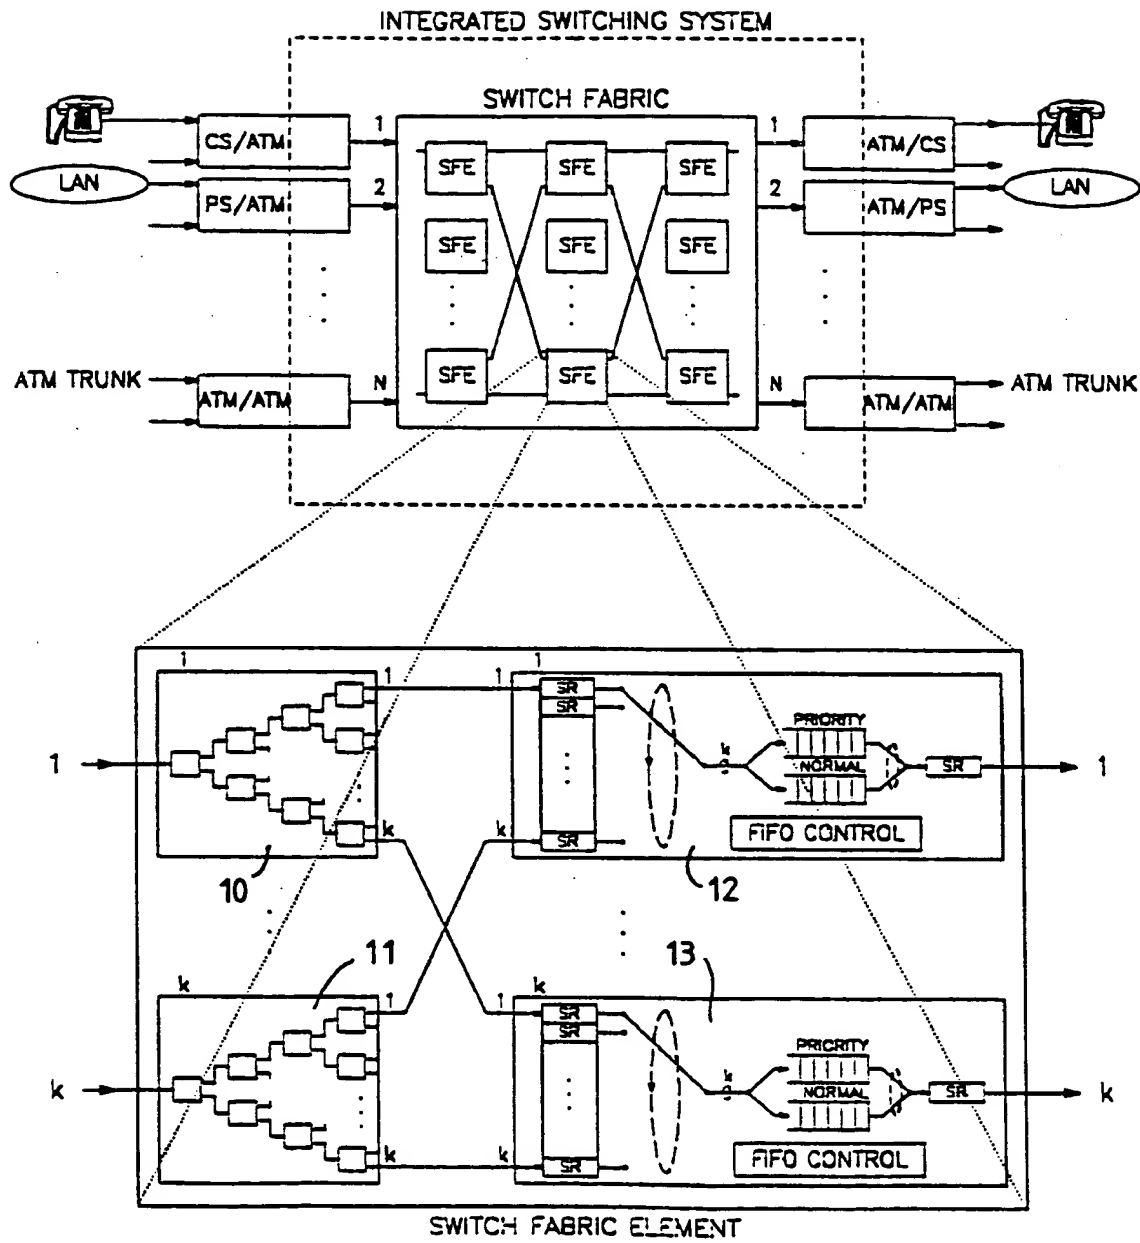 INTEGRATED SWITCHING SYSTEM
SWITCH FABRIC
CS/ATM
1
SFE
SFE
SFE
1
ATM/CS
LAN
PS/ATM
2
2
ATM/PS
LAN
SFE
SFE
SFE
ATM TRUNK
ATM/ATM
N
SFE
SFE
SFE
N
ATM/ATM
ATM TRUNK
1
1
1
1
SR
SR
PRIORITY
1
k
NORMAL
SR
1
k
k
SR
FIFO CONTROL
10
12
11
13
k
1
1
k
SR
SR
PRIORITY
k
k
NORMAL
SR
k
k
k
SR
FIFO CONTROL
SWITCH FABRIC ELEMENT